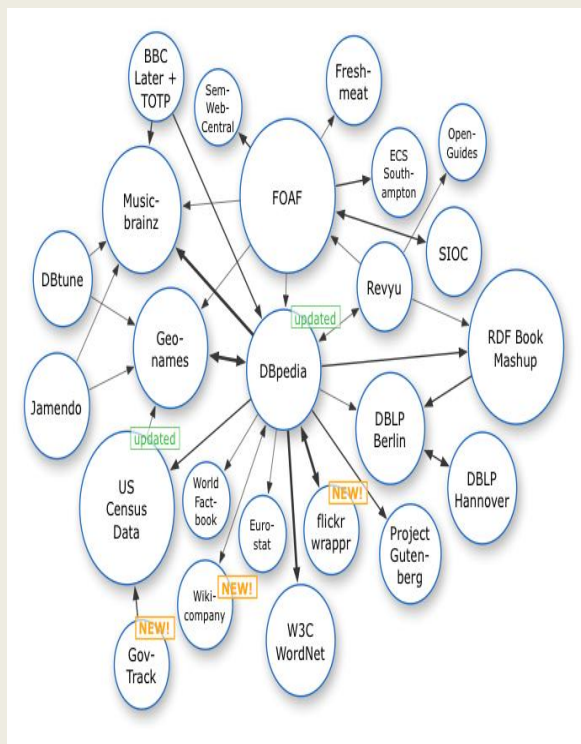 BBC
Later +
TOTP
Fresh-
meat
Sem-
Web-
Central
Open-
Guides
ECS
South-
ampton
FOAF
Music-
brainz
SIOC
DBtune
Revyu
updated
Geo-
names
RDF Book
Mashup
DBpedia
Jamendo
DBLP
Berlin
updated
US
Census
Data
World
Fact-
book
DBLP
Hannover
NEW!
flickr
wrappr
Euro-
stat
Project
Guten-
berg
NEW!
Wiki-
company
NEW!
Gov-
Track
W3C
WordNet